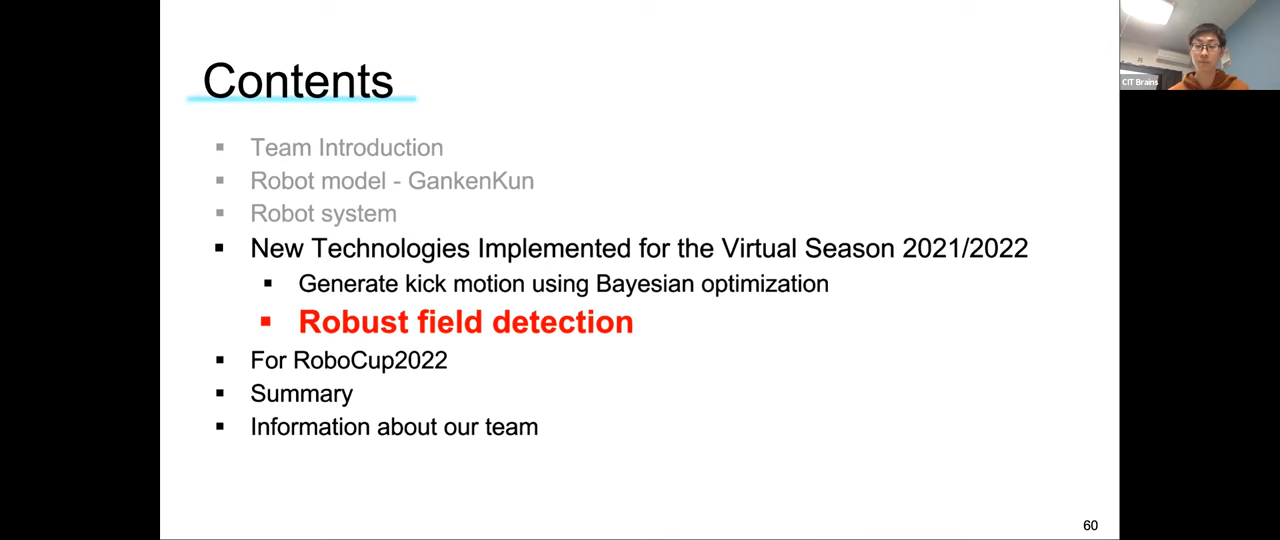 Contents
▪ Team Introduction
▪ Robot model - GankenKun
▪ Robot system
▪ New Technologies Implemented for the Virtual Season 2021/2022
▪ Generate kick motion using Bayesian optimization
▪ Robust field detection
▪ For RoboCup2022
▪ Summary
▪ Information about our team
60
CIT Brains